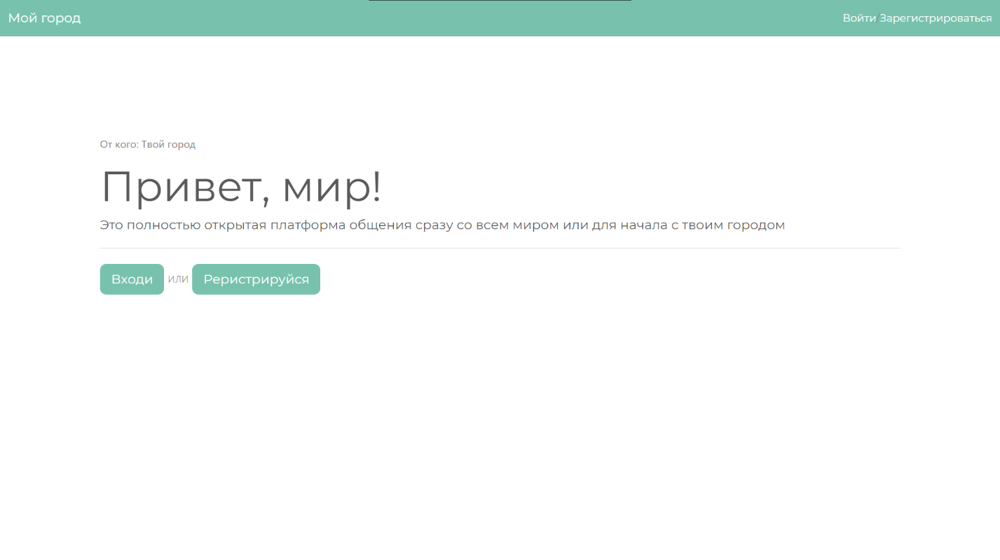 Мой город
Войти/Зарегистрироваться
От кого: Твой город
Привет, мир!
Это полностью открытая платформа общения сразу со всем миром или для начала с твоим городом
Входи или Реристрируйся